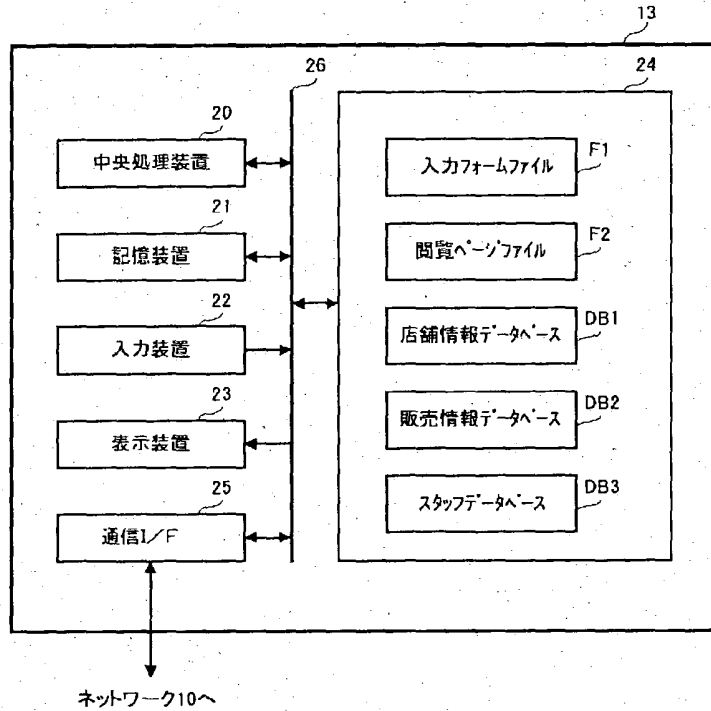 13
26
24
20
中央処理装置
21
記憶装置
22
入力装置
23
表示装置
25
通信I/F
入力フォームファイル
F1
閲覧ページファイル
F2
店舗情報データベース
DB1
販売情報データベース
DB2
スタッフデータベース
DB3
ネットワーク10へ